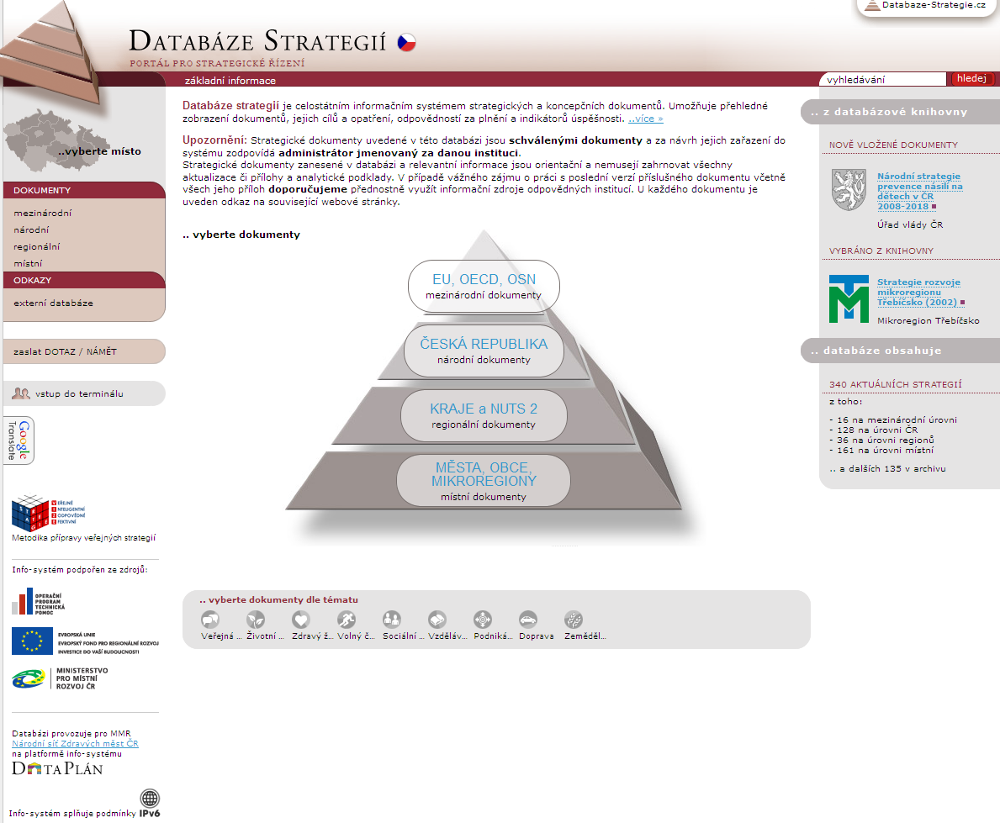 Databaze-Strategie.cz
DATABÁZE STRATEGIÍ
PORTÁL PRO STRATEGICKÉ ŘÍZENÍ
základní informace
vyhledávání
hledej
..vyberte místo
DOKUMENTY
mezinárodní
národní
regionální
místní
ODKAZY
externí databáze
zaslat DOTAZ / NÁMĚT
vstup do terminálu
Google
Translate
STRATEGIE
VEŘEJNÉ
INTELIGENTNÍ
ODPOVĚDNÉ
EFEKTIVNÍ
Metodika přípravy veřejných strategií
Info-systém podpořen ze zdrojů:
OPERAČNÍ
PROGRAM
TECHNICKÁ
POMOC
EVROPSKÁ UNIE
EVROPSKÝ FOND PRO REGIONÁLNÍ ROZVOJ
INVESTICE DO VAŠÍ BUDOUCNOSTI
MINISTERSTVO
PRO MÍSTNÍ
ROZVOJ ČR
Databázi provozuje pro MMR
Národní síť Zdravých měst ČR
na platformě info-systému
DATAPLÁN
Info-systém splňuje podmínky IPv6
Databáze strategií je celostátním informačním systémem strategických a koncepčních dokumentů. Umožňuje přehledné
zobrazení dokumentů, jejich cílů a opatření, odpovědností za plnění a indikátorů úspěšnosti. ..více »
Upozornění: Strategické dokumenty uvedené v této databázi jsou schválenými dokumenty a za návrh jejich zařazení do
systému zodpovídá administrátor jmenovaný za danou instituci.
Strategické dokumenty zanesené v databázi a relevantní informace jsou orientační a nemusejí zahrnovat všechny
aktualizace či přílohy a analytické podklady. V případě vážného zájmu o práci s poslední verzí příslušného dokumentu včetně
všech jeho příloh doporučujeme přednostně využít informační zdroje odpovědných institucí. U každého dokumentu je
uveden odkaz na související webové stránky.
.. vyberte dokumenty
EU, OECD, OSN
mezinárodní dokumenty
ČESKÁ REPUBLIKA
národní dokumenty
KRAJE a NUTS 2
regionální dokumenty
MĚSTA, OBCE,
MIKROREGIONY
místní dokumenty
.. vyberte dokumenty dle tématu
Veřejná ... Životní ... Zdravý ž... Volný č... Sociální ... Vzděláv... Podniká... Doprava Zeměděl...
.. z databázové knihovny
NOVĚ VLOŽENÉ DOKUMENTY
Národní strategie
prevence násilí na
dětech v ČR
2008-2018
Úřad vlády ČR
VYBRÁNO Z KNIHOVNY
Strategie rozvoje
mikroregionu
Třebíčsko (2002)
Mikroregion Třebíčsko
.. databáze obsahuje
340 AKTUÁLNÍCH STRATEGIÍ
z toho:
- 16 na mezinárodní úrovni
- 128 na úrovni ČR
- 36 na úrovni regionů
- 161 na úrovni místní
.. a dalších 135 v archivu